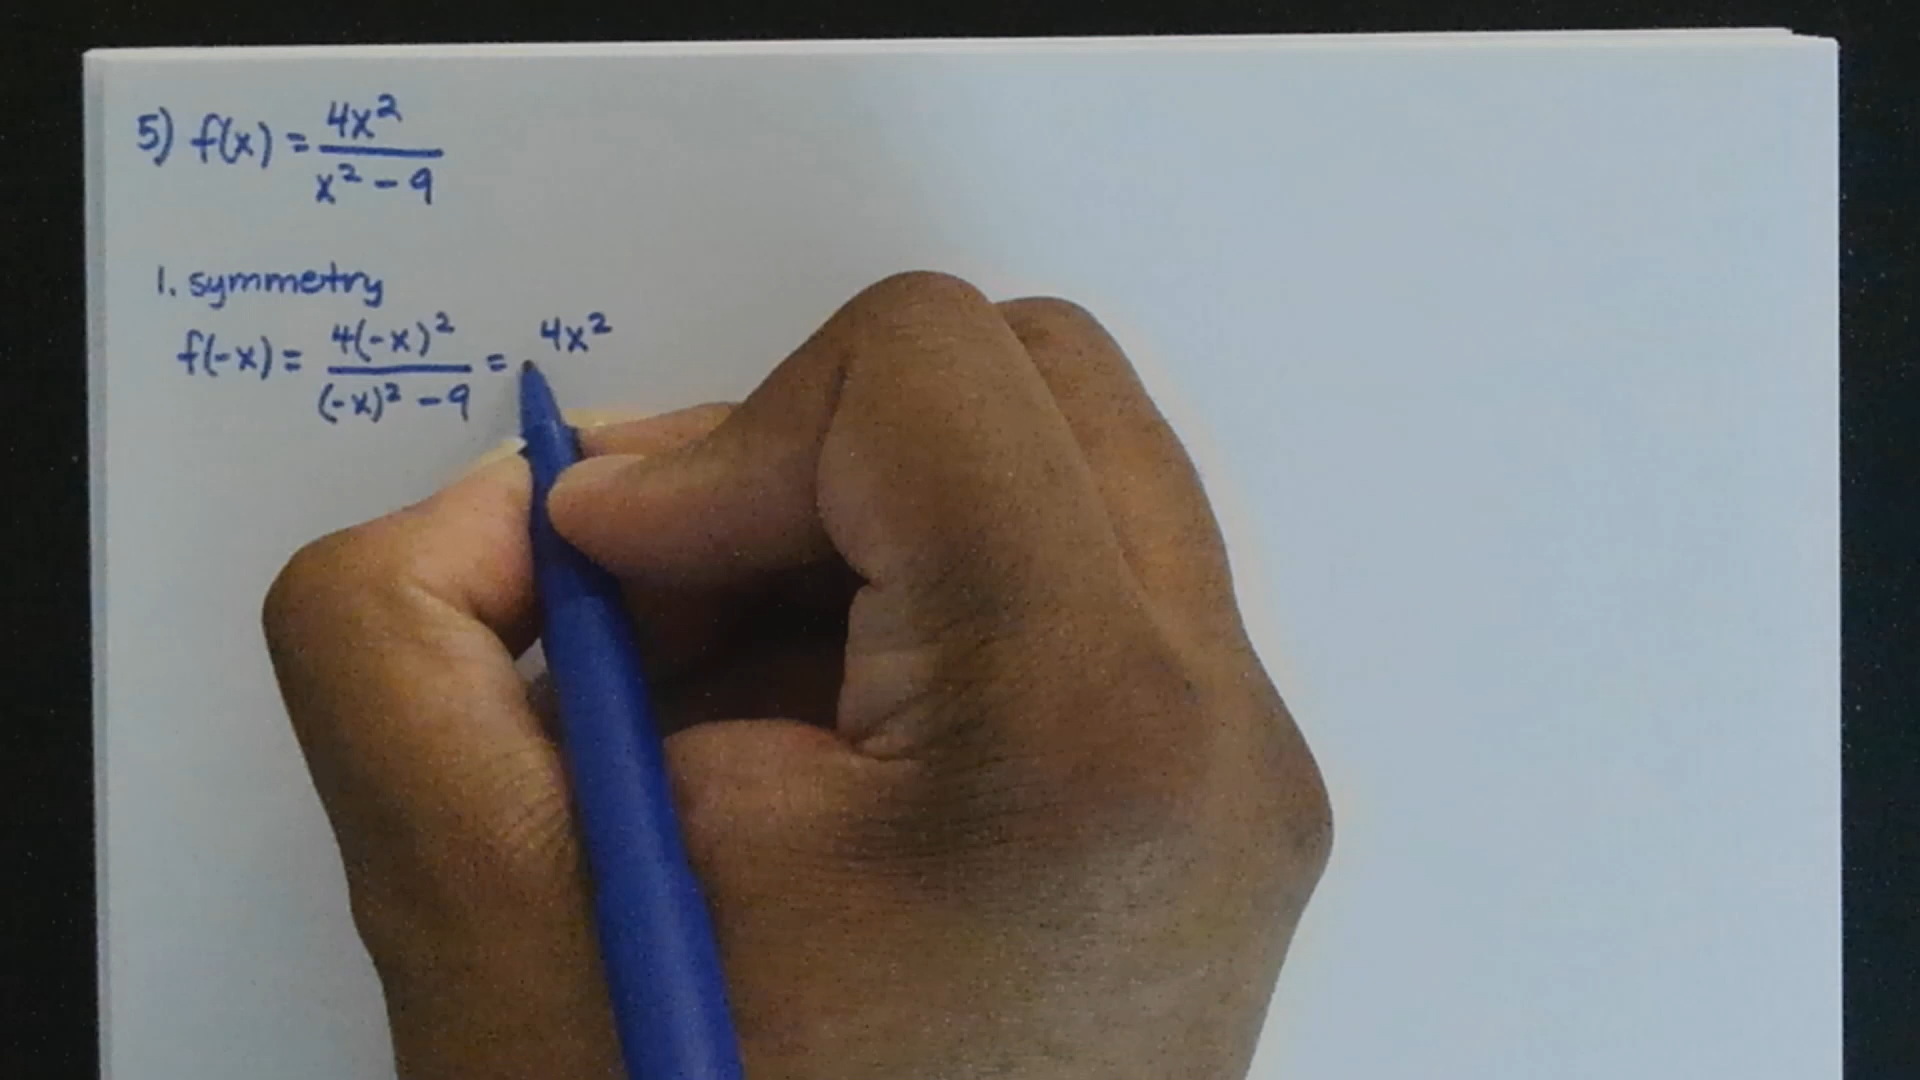 5) f(x) = 4x² / x² - 9
1. symmetry
f(-x) = 4(-x)² / (-x)² - 9 = 4x²